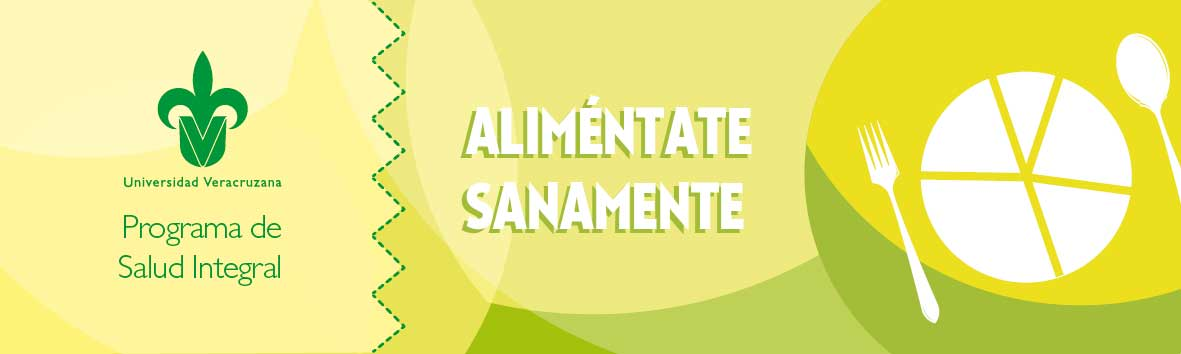 Universidad Veracruzana
Programa de
Salud Integral
ALIMÉNTATE
SANAMENTE